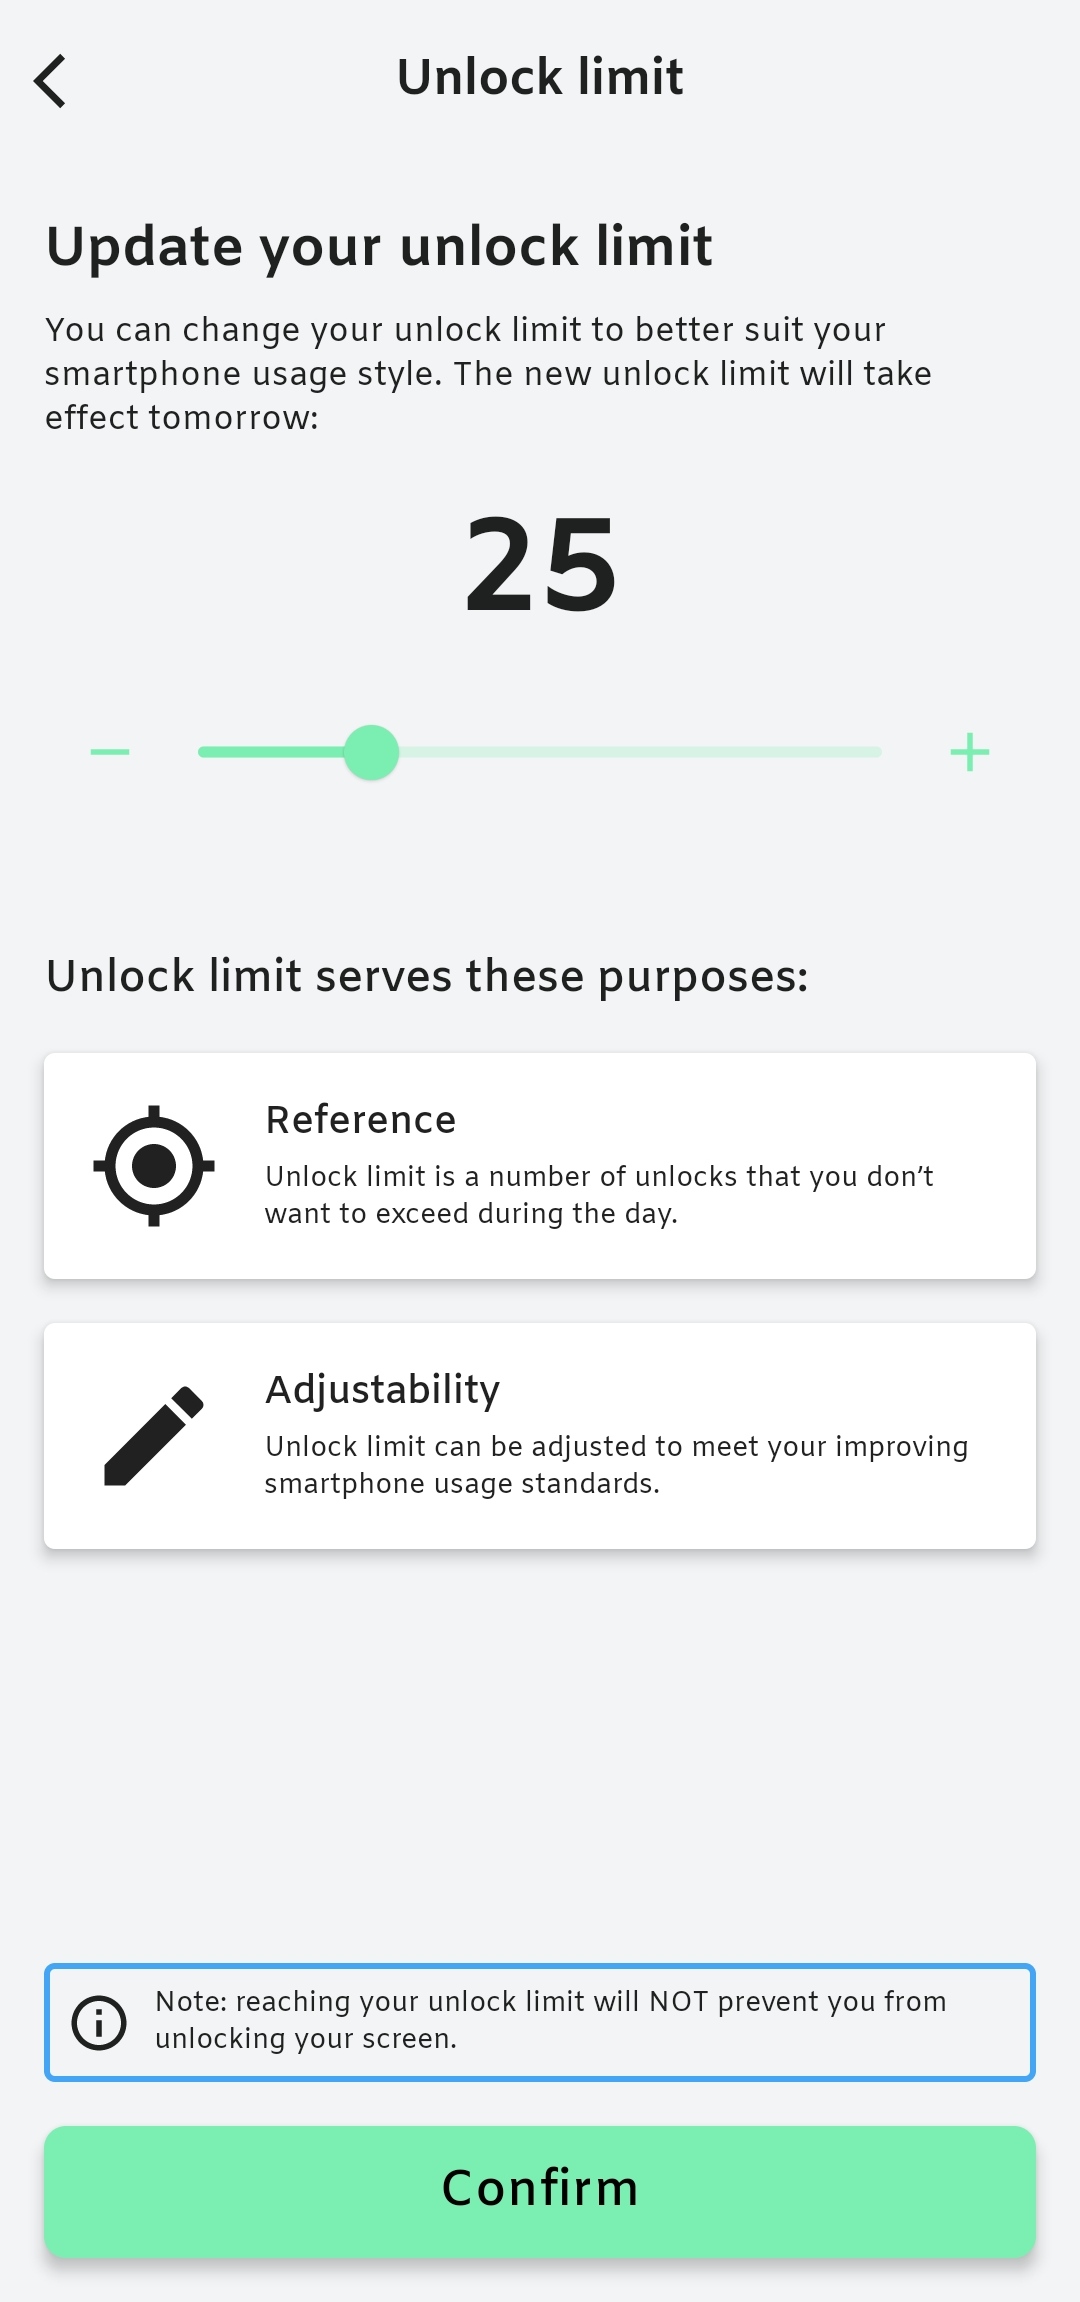 Unlock limit
Update your unlock limit
You can change your unlock limit to better suit your
smartphone usage style. The new unlock limit will take
effect tomorrow:
25
Unlock limit serves these purposes:
Reference
Unlock limit is a number of unlocks that you don’t
want to exceed during the day.
Adjustability
Unlock limit can be adjusted to meet your improving
smartphone usage standards.
Note: reaching your unlock limit will NOT prevent you from
unlocking your screen.
Confirm